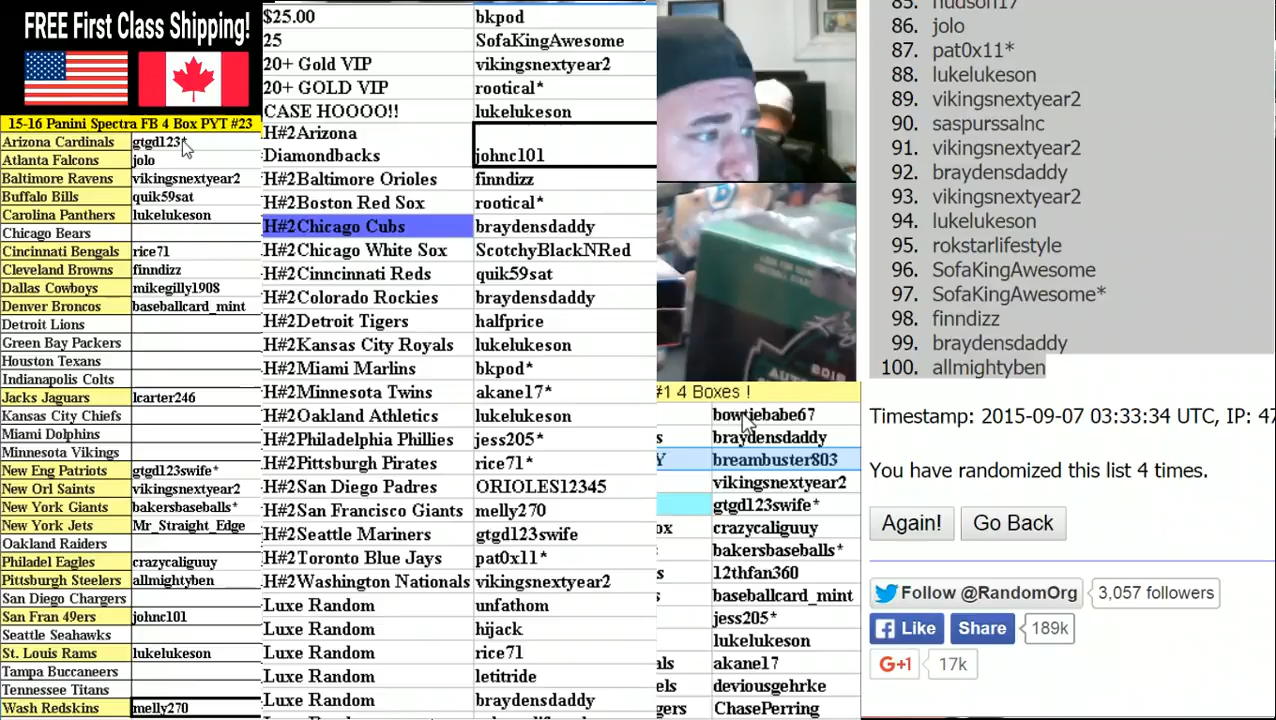 FREE First Class Shipping!
15-16 Panini Spectra FB 4 Box PYT #23
Arizona Cardinals gtgd123*
Atlanta Falcons jolo
Baltimore Ravens vikingsnextyear2
Buffalo Bills quik59sat
Carolina Panthers lukelukeson
Chicago Bears
Cincinnati Bengals rice71
Cleveland Browns finndizz
Dallas Cowboys mikegilly1908
Denver Broncos baseballcard_mint
Detroit Lions
Green Bay Packers
Houston Texans
Indianapolis Colts
Jacks Jaguars lcarter246
Kansas City Chiefs
Miami Dolphins
Minnesota Vikings
New Eng Patriots gtgd123swife*
New Orl Saints vikingsnextyear2
New York Giants bakersbaseballs*
New York Jets Mr_Straight_Edge
Oakland Raiders
Philadel Eagles crazycaliguuy
Pittsburgh Steelers allmightyben
San Diego Chargers
San Fran 49ers johnc101
Seattle Seahawks
St. Louis Rams lukelukeson
Tampa Buccaneers
Tennessee Titans
Wash Redskins melly270
$25.00 bkpod
25 SofaKingAwesome
20+ Gold VIP vikingsnextyear2
20+ GOLD VIP rootical*
CASE HOOOO!! lukelukeson
H#2Arizona
Diamondbacks johnc101
H#2Baltimore Orioles finndizz
H#2Boston Red Sox rootical*
H#2Chicago Cubs braydensdaddy
H#2Chicago White Sox ScotchyBlackNRed
H#2Cinncinati Reds quik59sat
H#2Colorado Rockies braydensdaddy
H#2Detroit Tigers halfprice
H#2Kansas City Royals lukelukeson
H#2Miami Marlins bkpod*
H#2Minnesota Twins akane17*
H#2Oakland Athletics lukelukeson
H#2Philadelphia Phillies jess205*
H#2Pittsburgh Pirates rice71*
H#2San Diego Padres ORIOLES12345
H#2San Francisco Giants melly270
H#2Seattle Mariners gtgd123swife
H#2Toronto Blue Jays pat0x11*
H#2Washington Nationals vikingsnextyear2
Luxe Random unfathom
Luxe Random hijack
Luxe Random rice71
Luxe Random letitride
Luxe Random braydensdaddy
#1 4 Boxes !
bowtiebabe67
s braydensdaddy
Y breambuster803
vikingsnextyear2
gtgd123swife*
ox crazycaliguuy
s bakersbaseballs*
s 12thfan360
s baseballcard_mint
jess205*
lukelukeson
als akane17
els deviousgehrke
gers ChasePerring
85. hudson17
86. jolo
87. pat0x11*
88. lukelukeson
89. vikingsnextyear2
90. saspurssalnc
91. vikingsnextyear2
92. braydensdaddy
93. vikingsnextyear2
94. lukelukeson
95. rokstarlifestyle
96. SofaKingAwesome
97. SofaKingAwesome*
98. finndizz
99. braydensdaddy
100. allmightyben
Timestamp: 2015-09-07 03:33:34 UTC, IP: 47
You have randomized this list 4 times.
Again! Go Back
Follow @RandomOrg 3,057 followers
Like Share 189k
G+1 17k